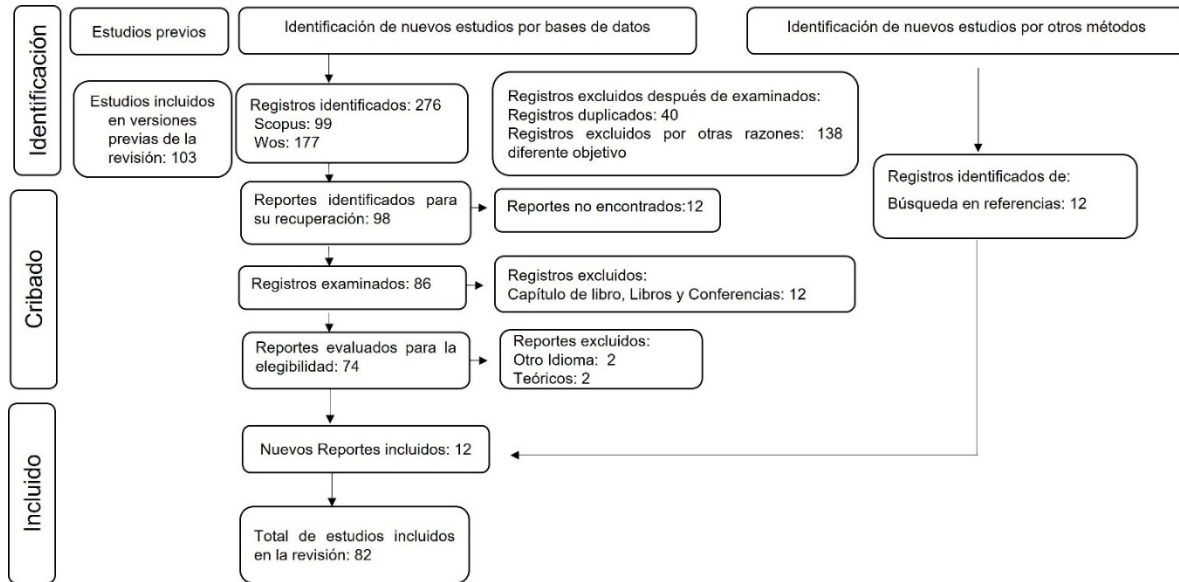 Identificación
Estudios previos
Identificación de nuevos estudios por bases de datos
Identificación de nuevos estudios por otros métodos
Estudios incluidos
en versiones
previas de la
revisión: 103
Registros identificados: 276
Scopus: 99
Wos: 177
Registros excluidos después de examinados:
Registros duplicados: 40
Registros excluidos por otras razones: 138
diferente objetivo
Registros identificados de:
Búsqueda en referencias: 12
Cribado
Reportes identificados para
su recuperación: 98
Reportes no encontrados:12
Registros examinados: 86
Registros excluidos:
Capítulo de libro, Libros y Conferencias: 12
Reportes evaluados para la
elegibilidad: 74
Reportes excluidos:
Otro Idioma: 2
Teóricos: 2
Incluido
Nuevos Reportes incluidos: 12
Total de estudios incluidos
en la revisión: 82